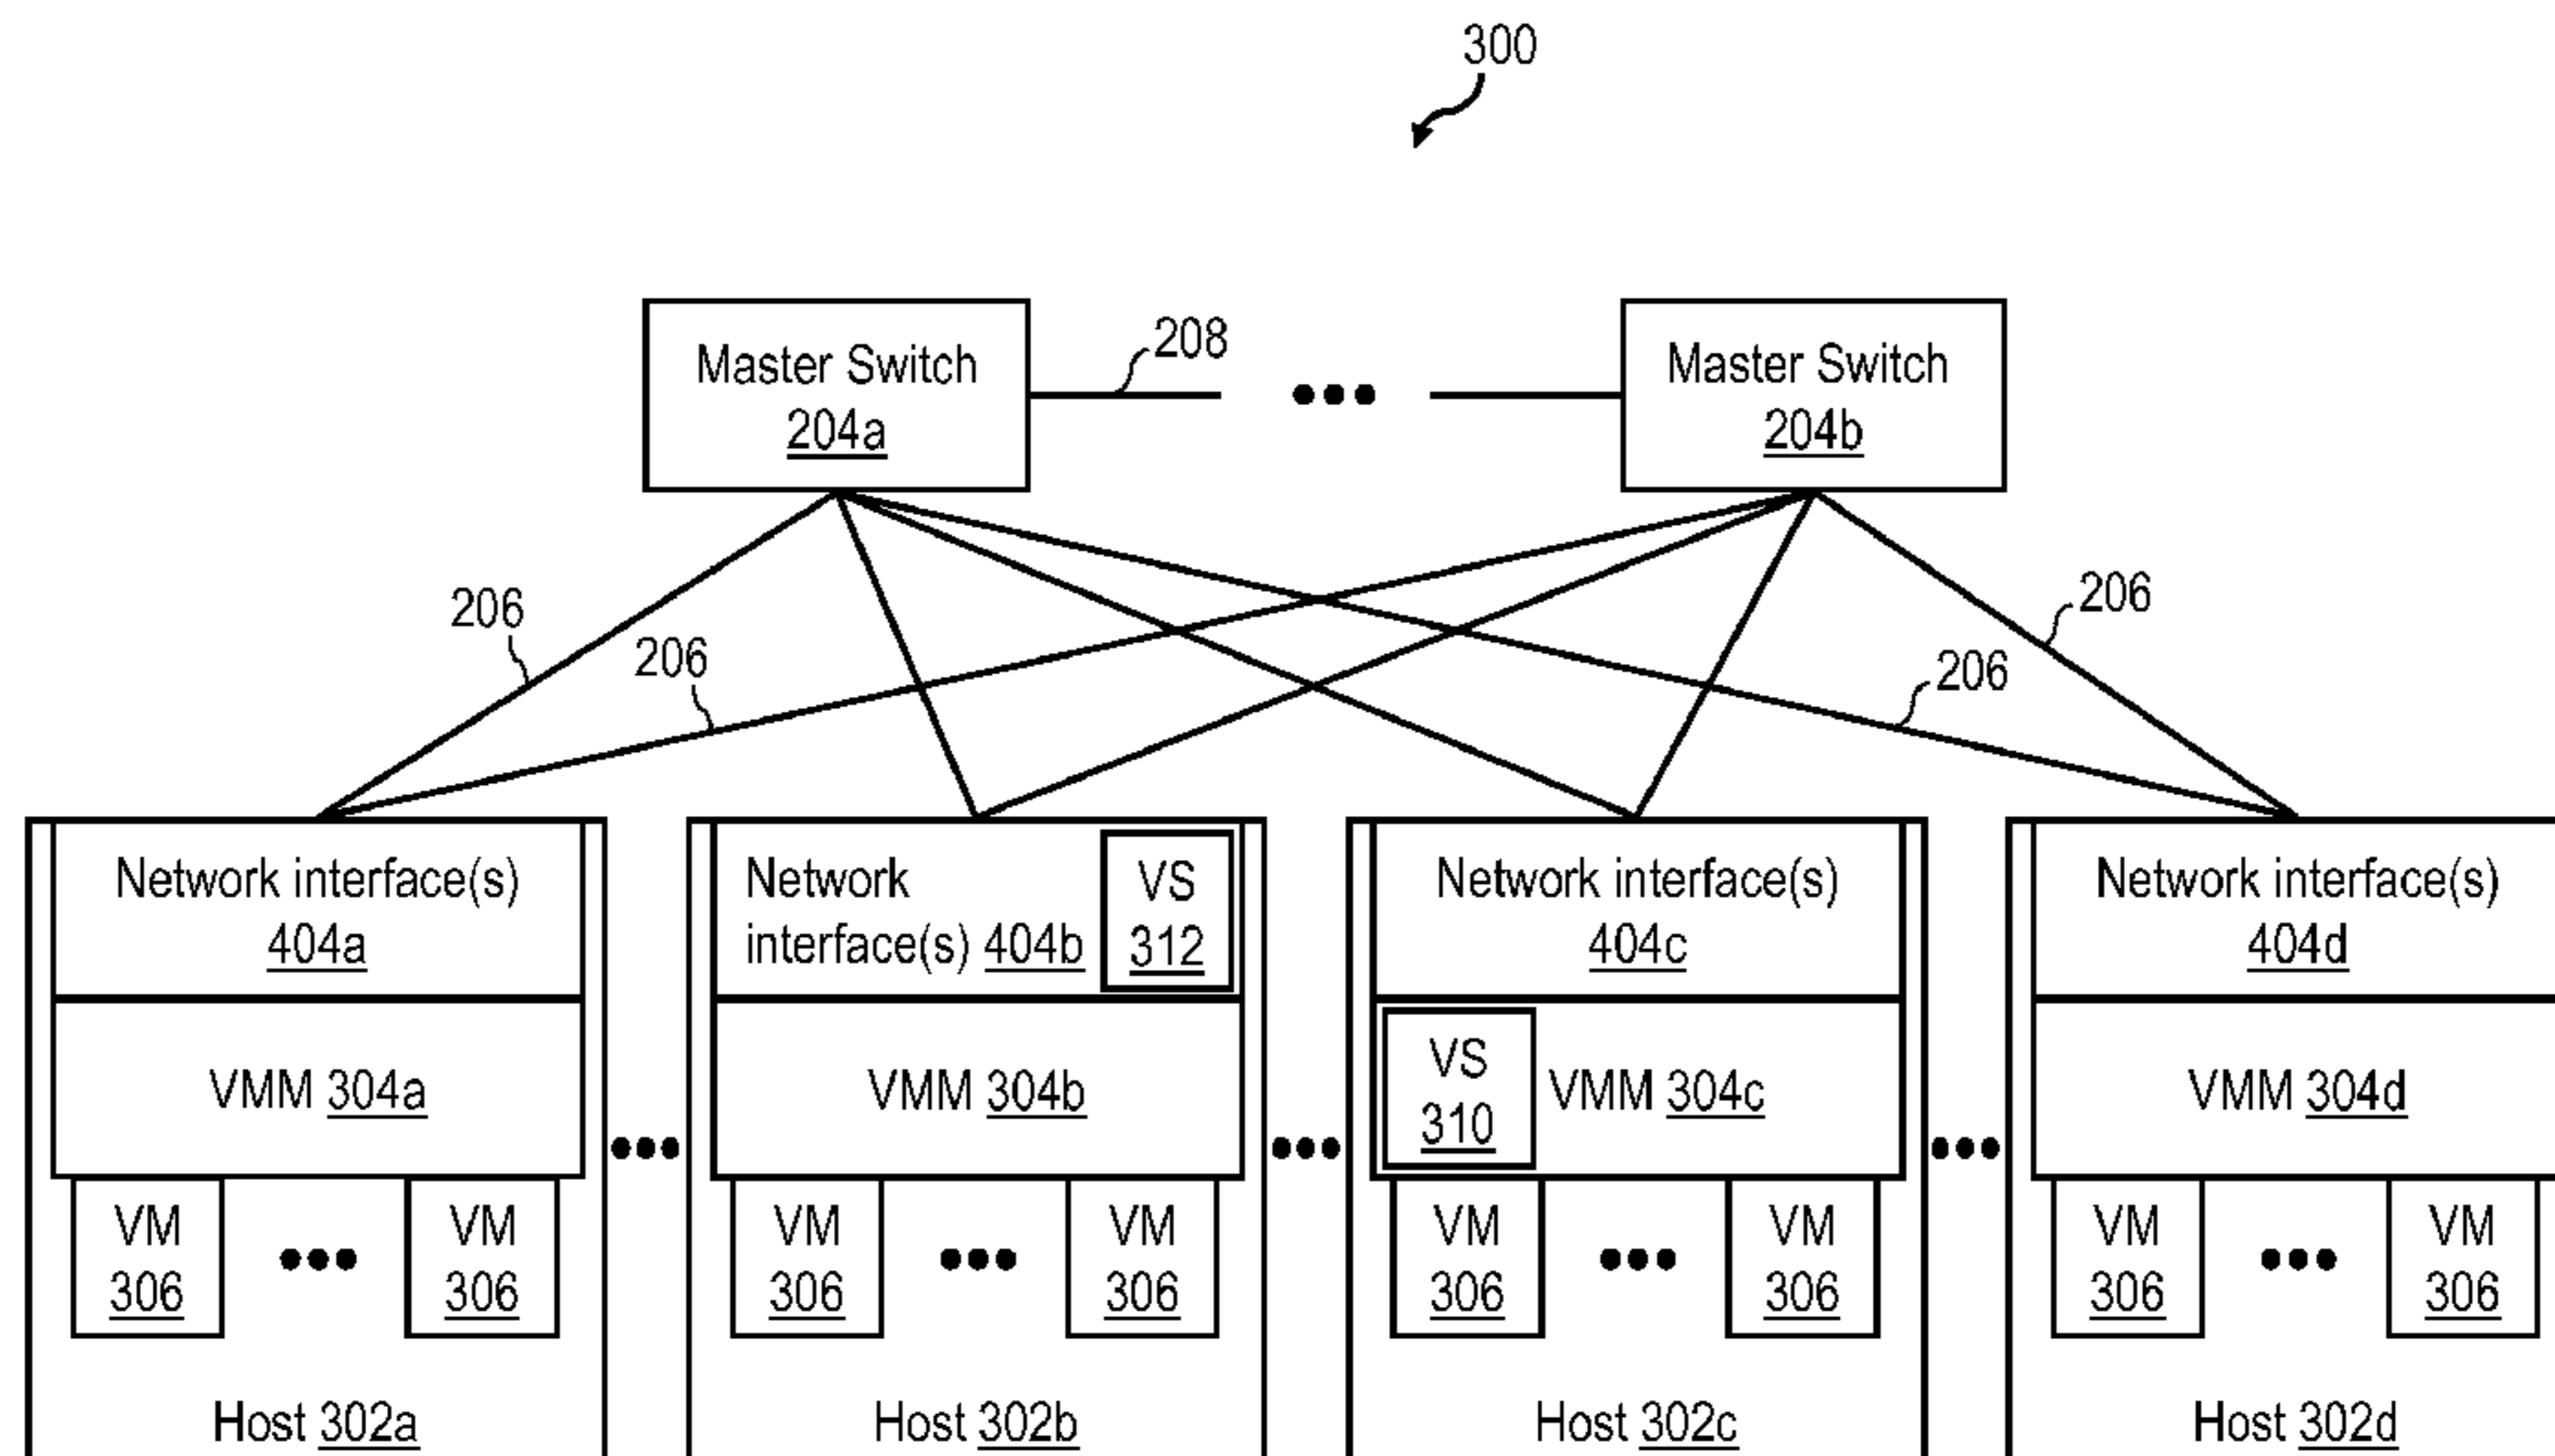 300
Master Switch
204a
208
Master Switch
204b
206
206
206
206
Network interface(s)
404a
VMM 304a
VM
306
VM
306
Host 302a
Network
interface(s) 404b
VS
312
VMM 304b
VM
306
VM
306
Host 302b
Network interface(s)
404c
VS
310
VMM 304c
VM
306
VM
306
Host 302c
Network interface(s)
404d
VMM 304d
VM
306
VM
306
Host 302d